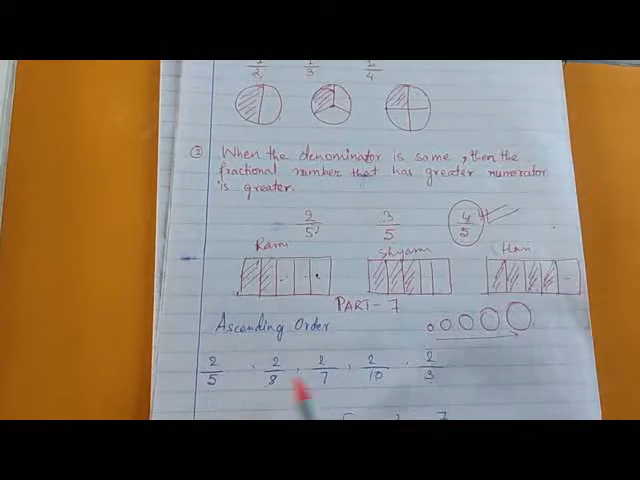 1/2 1/3 1/4
② When the denominator is same, then the
fractional number that has greater numerator
is greater.
2/5 3/5 4/5
Ram Shyam Hari
PART-7
Ascending Order
2/5 , 2/8 , 2/7 , 2/10 , 2/3